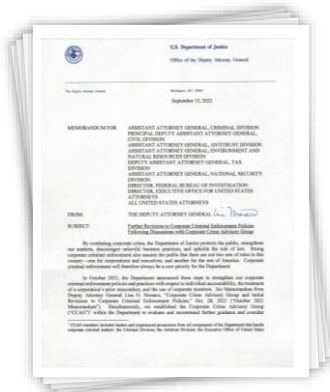 U.S. Department of Justice
Office of the Deputy Attorney General
The Deputy Attorney General
Washington, D.C. 20530
September 15, 2022
MEMORANDUM FOR
ASSISTANT ATTORNEY GENERAL, CRIMINAL DIVISION
PRINCIPAL DEPUTY ASSISTANT ATTORNEY GENERAL,
CIVIL DIVISION
ASSISTANT ATTORNEY GENERAL, ANTITRUST DIVISION
ASSISTANT ATTORNEY GENERAL, ENVIRONMENT AND
NATURAL RESOURCES DIVISION
DEPUTY ASSISTANT ATTORNEY GENERAL, TAX
DIVISION
ASSISTANT ATTORNEY GENERAL, NATIONAL SECURITY
DIVISION
DIRECTOR, FEDERAL BUREAU OF INVESTIGATION
DIRECTOR, EXECUTIVE OFFICE FOR UNITED STATES
ATTORNEYS
ALL UNITED STATES ATTORNEYS
FROM:
THE DEPUTY ATTORNEY GENERAL Lisa Monaco
SUBJECT:
Further Revisions to Corporate Criminal Enforcement Policies
Following Discussions with Corporate Crime Advisory Group
By combating corporate crime, the Department of Justice protects the public, strengthens
our markets, discourages unlawful business practices, and upholds the rule of law. Strong
corporate criminal enforcement also assures the public that there are not two sets of rules in this
country—one for corporations and executives, and another for the rest of America. Corporate
criminal enforcement will therefore always be a core priority for the Department.
In October 2021, the Department announced three steps to strengthen our corporate
criminal enforcement policies and practices with respect to individual accountability, the treatment
of a corporation's prior misconduct, and the use of corporate monitors. See Memorandum from
Deputy Attorney General Lisa O. Monaco, "Corporate Crime Advisory Group and Initial
Revisions to Corporate Criminal Enforcement Policies," Oct. 28, 2021 ("October 2021
Memorandum"). Simultaneously, we established the Corporate Crime Advisory Group
("CCAG") within the Department to evaluate and recommend further guidance and consider